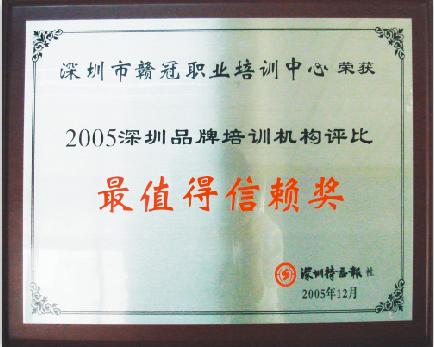 深圳市赣冠职业培训中心 荣获
2005深圳品牌培训机构评比
最值得信赖奖
深圳特区報 社
2005年12月